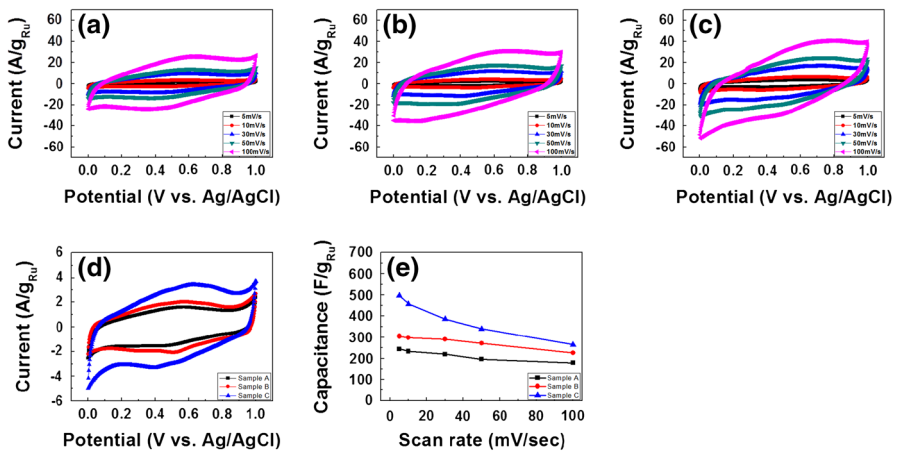 (a)
Current (A/gRu)
60
40
20
0
-20
-40
-60
5mV/s
10mV/s
30mV/s
50mV/s
100mV/s
0.0 0.2 0.4 0.6 0.8 1.0
Potential (V vs. Ag/AgCl)
(b)
Current (A/gRu)
60
40
20
0
-20
-40
-60
5mV/s
10mV/s
30mV/s
50mV/s
100mV/s
0.0 0.2 0.4 0.6 0.8 1.0
Potential (V vs. Ag/AgCl)
(c)
Current (A/gRu)
60
40
20
0
-20
-40
-60
5mV/s
10mV/s
30mV/s
50mV/s
100mV/s
0.0 0.2 0.4 0.6 0.8 1.0
Potential (V vs. Ag/AgCl)
(d)
Current (A/gRu)
6
4
2
0
-2
-4
-6
Sample A
Sample B
Sample C
0.0 0.2 0.4 0.6 0.8 1.0
Potential (V vs. Ag/AgCl)
(e)
Capacitance (F/gRu)
700
600
500
400
300
200
100
0
Sample A
Sample B
Sample C
0 20 40 60 80 100
Scan rate (mV/sec)